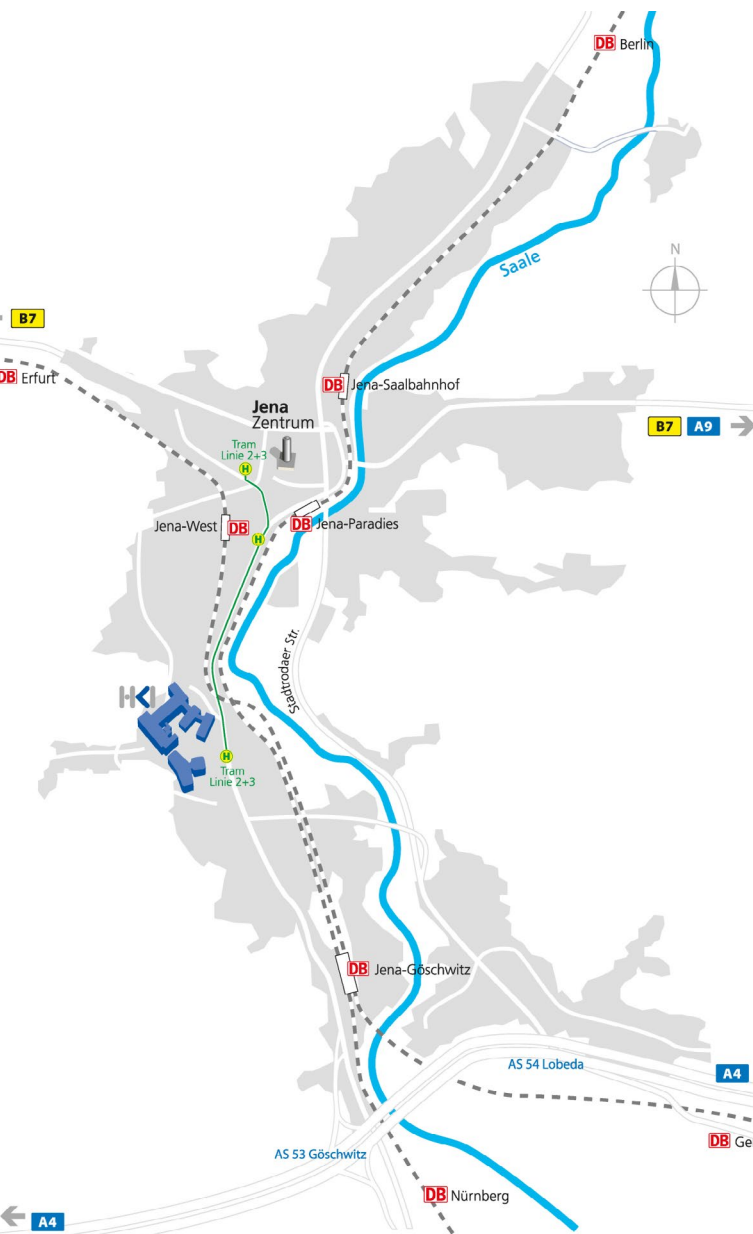 DB Berlin
N
Saale
B7
DB Erfurt
DB Jena-Saalbahnhof
Jena
Zentrum
B7 A9
Tram
Linie 2+3
H
Jena-West DB
DB Jena-Paradies
H
Stadtrodaer Str.
HKI
H
Tram
Linie 2+3
DB Jena-Göschwitz
AS 54 Lobeda
A4
DB Ge
AS 53 Göschwitz
DB Nürnberg
A4